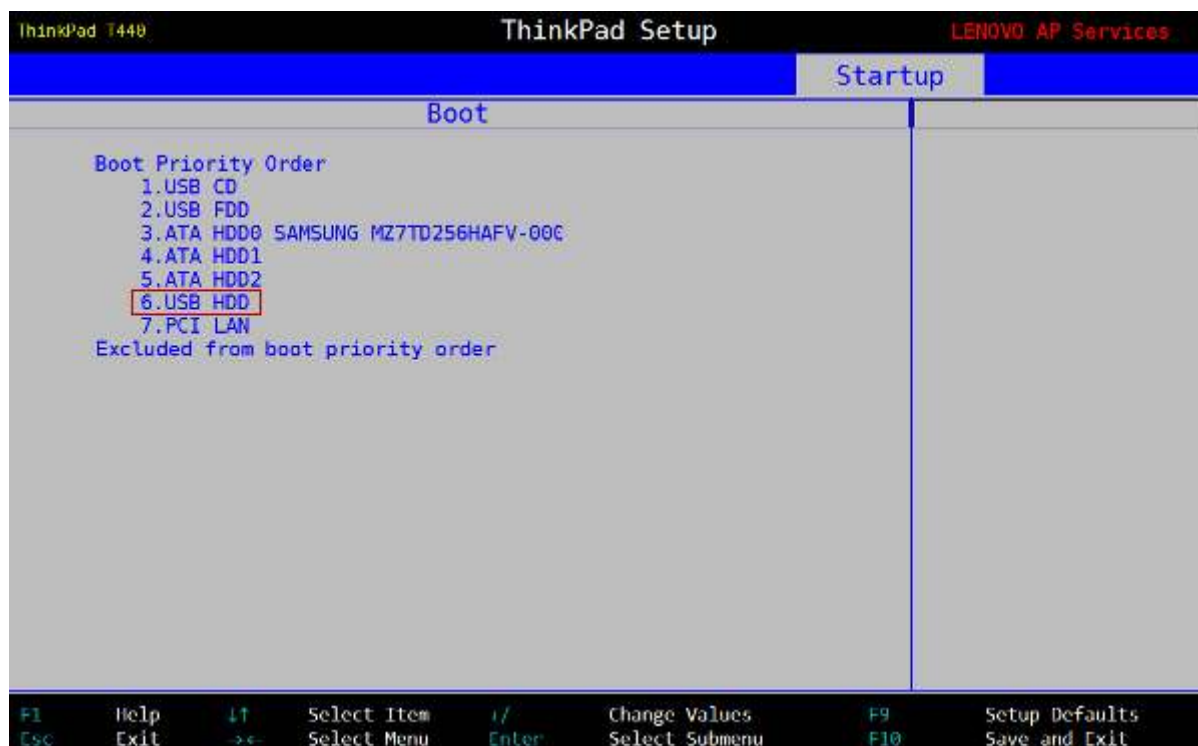 ThinkPad T440 ThinkPad Setup LENOVO AP Services
Startup
Boot
Boot Priority Order
1.USB CD
2.USB FDD
3.ATA HDD0 SAMSUNG MZ7TD256HAFV-00C
4.ATA HDD1
5.ATA HDD2
6.USB HDD
7.PCI LAN
Excluded from boot priority order
F1 Help ↓↑ Select Item Change Values F9 Setup Defaults
Esc Exit →← Select Menu Enter Select Submenu F10 Save and Exit